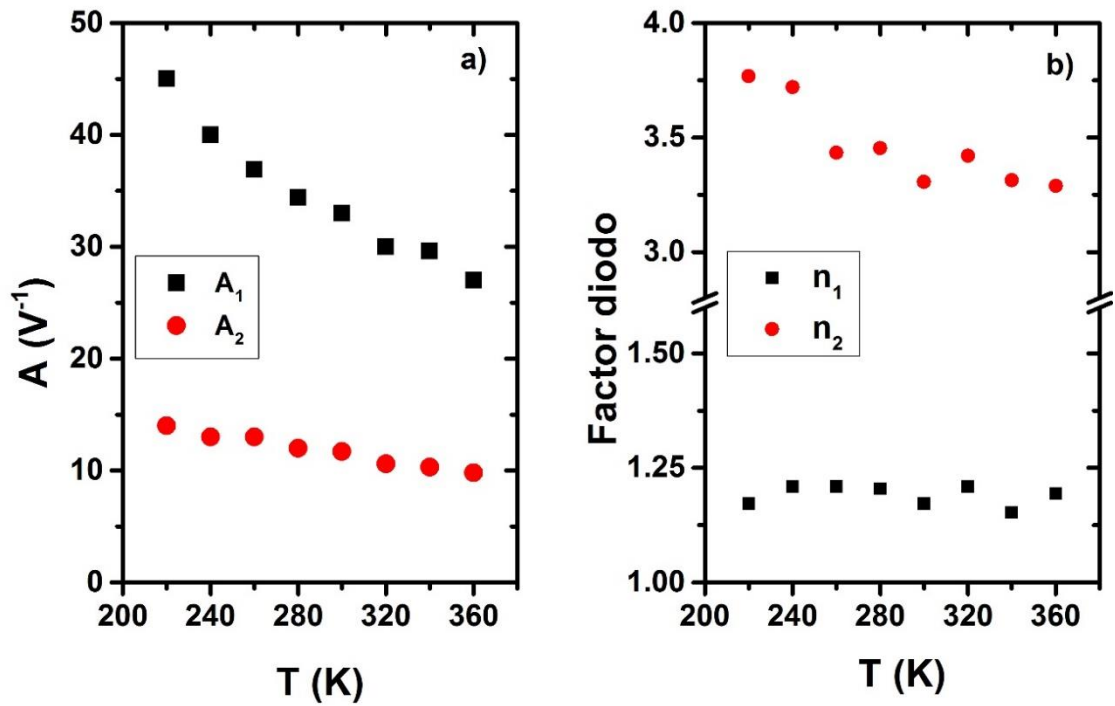 a)
50
40
30
20
10
0
A (V⁻¹)
A₁
A₂
200 240 280 320 360
T (K)
b)
4.0
3.5
3.0
1.50
1.25
1.00
Factor diodo
n₁
n₂
200 240 280 320 360
T (K)